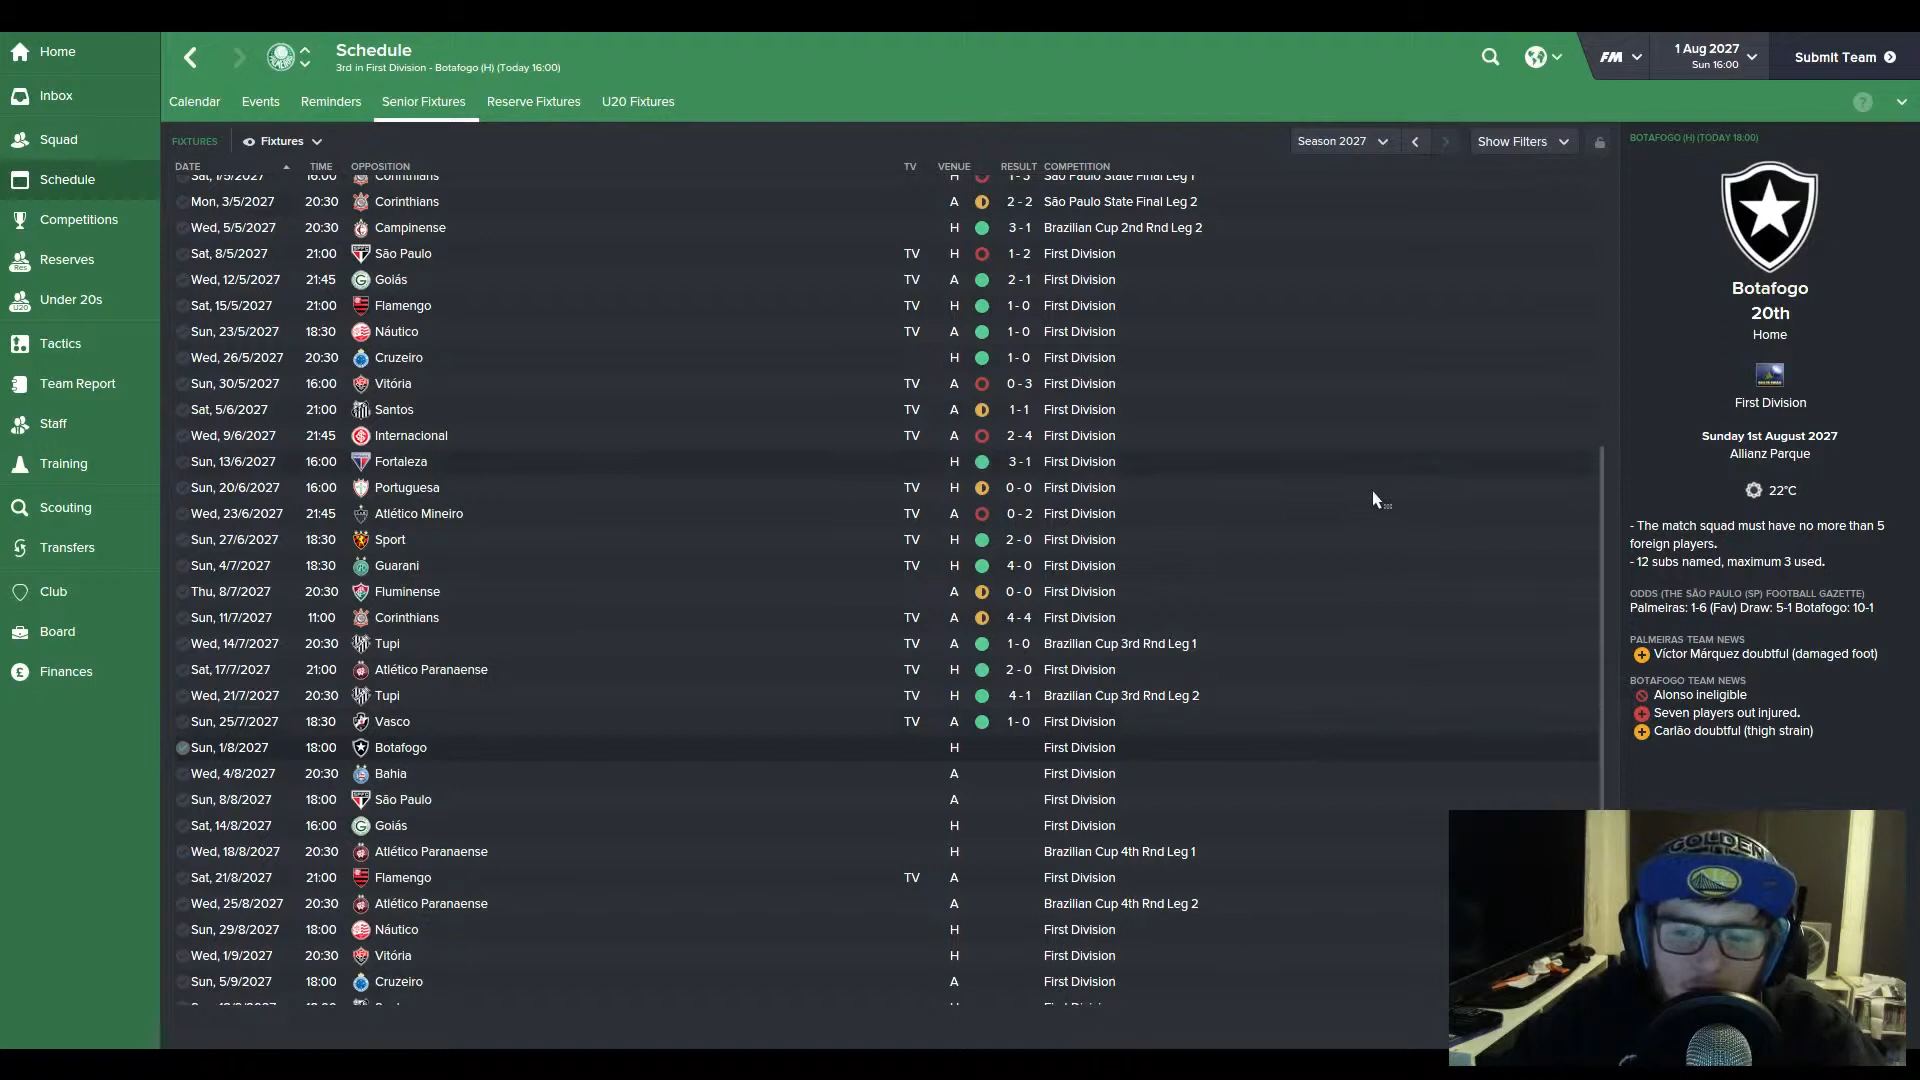 Home
Inbox
Squad
Schedule
Competitions
Reserves
Under 20s
Tactics
Team Report
Staff
Training
Scouting
Transfers
Club
Board
Finances
Schedule
3rd in First Division - Botafogo (H) (Today 16:00)
FM
1 Aug 2027
Sun 16:00
Submit Team
Calendar Events Reminders Senior Fixtures Reserve Fixtures U20 Fixtures
FIXTURES Fixtures Season 2027 Show Filters
DATE TIME OPPOSITION TV VENUE RESULT COMPETITION
Sat, 1/5/2027 16:00 Corinthians H 1 - 3 São Paulo State Final Leg 1
Mon, 3/5/2027 20:30 Corinthians A 2 - 2 São Paulo State Final Leg 2
Wed, 5/5/2027 20:30 Campinense H 3 - 1 Brazilian Cup 2nd Rnd Leg 2
Sat, 8/5/2027 21:00 São Paulo TV H 1 - 2 First Division
Wed, 12/5/2027 21:45 Goiás TV A 2 - 1 First Division
Sat, 15/5/2027 21:00 Flamengo TV H 1 - 0 First Division
Sun, 23/5/2027 18:30 Náutico TV A 1 - 0 First Division
Wed, 26/5/2027 20:30 Cruzeiro H 1 - 0 First Division
Sun, 30/5/2027 16:00 Vitória TV A 0 - 3 First Division
Sat, 5/6/2027 21:00 Santos TV A 1 - 1 First Division
Wed, 9/6/2027 21:45 Internacional TV A 2 - 4 First Division
Sun, 13/6/2027 16:00 Fortaleza H 3 - 1 First Division
Sun, 20/6/2027 16:00 Portuguesa TV H 0 - 0 First Division
Wed, 23/6/2027 21:45 Atlético Mineiro TV A 0 - 2 First Division
Sun, 27/6/2027 18:30 Sport TV H 2 - 0 First Division
Sun, 4/7/2027 18:30 Guarani TV H 4 - 0 First Division
Thu, 8/7/2027 20:30 Fluminense A 0 - 0 First Division
Sun, 11/7/2027 11:00 Corinthians TV A 4 - 4 First Division
Wed, 14/7/2027 20:30 Tupi TV A 1 - 0 Brazilian Cup 3rd Rnd Leg 1
Sat, 17/7/2027 21:00 Atlético Paranaense TV H 2 - 0 First Division
Wed, 21/7/2027 20:30 Tupi TV H 4 - 1 Brazilian Cup 3rd Rnd Leg 2
Sun, 25/7/2027 18:30 Vasco TV A 1 - 0 First Division
Sun, 1/8/2027 18:00 Botafogo H First Division
Wed, 4/8/2027 20:30 Bahia A First Division
Sun, 8/8/2027 18:00 São Paulo A First Division
Sat, 14/8/2027 16:00 Goiás H First Division
Wed, 18/8/2027 20:30 Atlético Paranaense H Brazilian Cup 4th Rnd Leg 1
Sat, 21/8/2027 21:00 Flamengo TV A First Division
Wed, 25/8/2027 20:30 Atlético Paranaense A Brazilian Cup 4th Rnd Leg 2
Sun, 29/8/2027 18:00 Náutico H First Division
Wed, 1/9/2027 20:30 Vitória H First Division
Sun, 5/9/2027 18:00 Cruzeiro A First Division
BOTAFOGO (H) (TODAY 18:00)
Botafogo
20th
Home
First Division
Sunday 1st August 2027
Allianz Parque
22°C
- The match squad must have no more than 5
foreign players.
- 12 subs named, maximum 3 used.
ODDS (THE SÃO PAULO (SP) FOOTBALL GAZETTE)
Palmeiras: 1-6 (Fav) Draw: 5-1 Botafogo: 10-1
PALMEIRAS TEAM NEWS
Víctor Márquez doubtful (damaged foot)
BOTAFOGO TEAM NEWS
Alonso ineligible
Seven players out injured.
Carlão doubtful (thigh strain)
GOLDEN